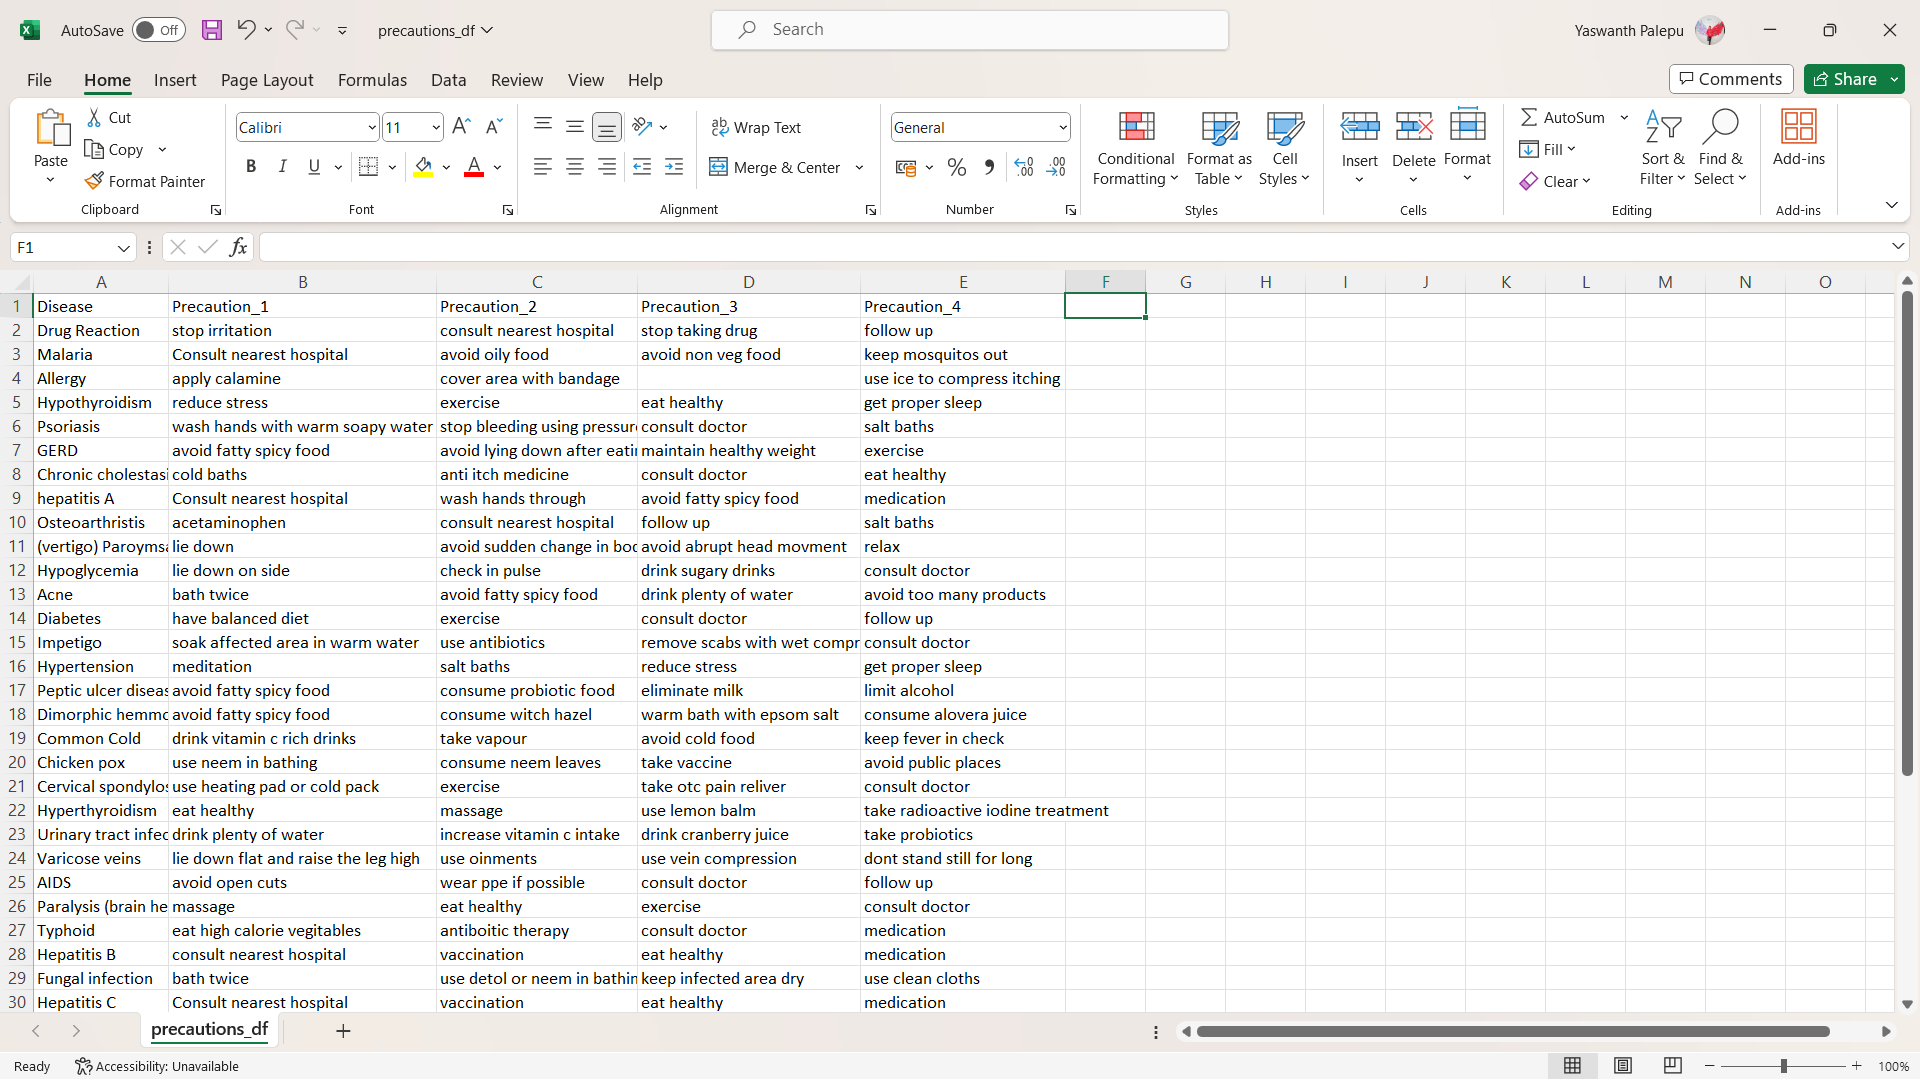 AutoSave Off precautions_df Search Yaswanth Palepu
File Home Insert Page Layout Formulas Data Review View Help Comments Share
Paste Cut Copy Format Painter Clipboard
Calibri 11 B I U A Font
Wrap Text Merge & Center Alignment
General % Number
Conditional Formatting Format as Table Cell Styles Styles
Insert Delete Format Cells
AutoSum Fill Clear Sort & Filter Find & Select Editing
Add-ins Add-ins
F1 fx
A B C D E F G H I J K L M N O
1 Disease Precaution_1 Precaution_2 Precaution_3 Precaution_4
2 Drug Reaction stop irritation consult nearest hospital stop taking drug follow up
3 Malaria Consult nearest hospital avoid oily food avoid non veg food keep mosquitos out
4 Allergy apply calamine cover area with bandage use ice to compress itching
5 Hypothyroidism reduce stress exercise eat healthy get proper sleep
6 Psoriasis wash hands with warm soapy water stop bleeding using pressure consult doctor salt baths
7 GERD avoid fatty spicy food avoid lying down after eati maintain healthy weight exercise
8 Chronic cholestasi cold baths anti itch medicine consult doctor eat healthy
9 hepatitis A Consult nearest hospital wash hands through avoid fatty spicy food medication
10 Osteoarthristis acetaminophen consult nearest hospital follow up salt baths
11 (vertigo) Paroymsa lie down avoid sudden change in bod avoid abrupt head movment relax
12 Hypoglycemia lie down on side check in pulse drink sugary drinks consult doctor
13 Acne bath twice avoid fatty spicy food drink plenty of water avoid too many products
14 Diabetes have balanced diet exercise consult doctor follow up
15 Impetigo soak affected area in warm water use antibiotics remove scabs with wet compr consult doctor
16 Hypertension meditation salt baths reduce stress get proper sleep
17 Peptic ulcer diseas avoid fatty spicy food consume probiotic food eliminate milk limit alcohol
18 Dimorphic hemmo avoid fatty spicy food consume witch hazel warm bath with epsom salt consume alovera juice
19 Common Cold drink vitamin c rich drinks take vapour avoid cold food keep fever in check
20 Chicken pox use neem in bathing consume neem leaves take vaccine avoid public places
21 Cervical spondylos use heating pad or cold pack exercise take otc pain reliver consult doctor
22 Hyperthyroidism eat healthy massage use lemon balm take radioactive iodine treatment
23 Urinary tract infec drink plenty of water increase vitamin c intake drink cranberry juice take probiotics
24 Varicose veins lie down flat and raise the leg high use oinments use vein compression dont stand still for long
25 AIDS avoid open cuts wear ppe if possible consult doctor follow up
26 Paralysis (brain he massage eat healthy exercise consult doctor
27 Typhoid eat high calorie vegitables antiboitic therapy consult doctor medication
28 Hepatitis B consult nearest hospital vaccination eat healthy medication
29 Fungal infection bath twice use detol or neem in bathin keep infected area dry use clean cloths
30 Hepatitis C Consult nearest hospital vaccination eat healthy medication
precautions_df
Ready Accessibility: Unavailable 100%